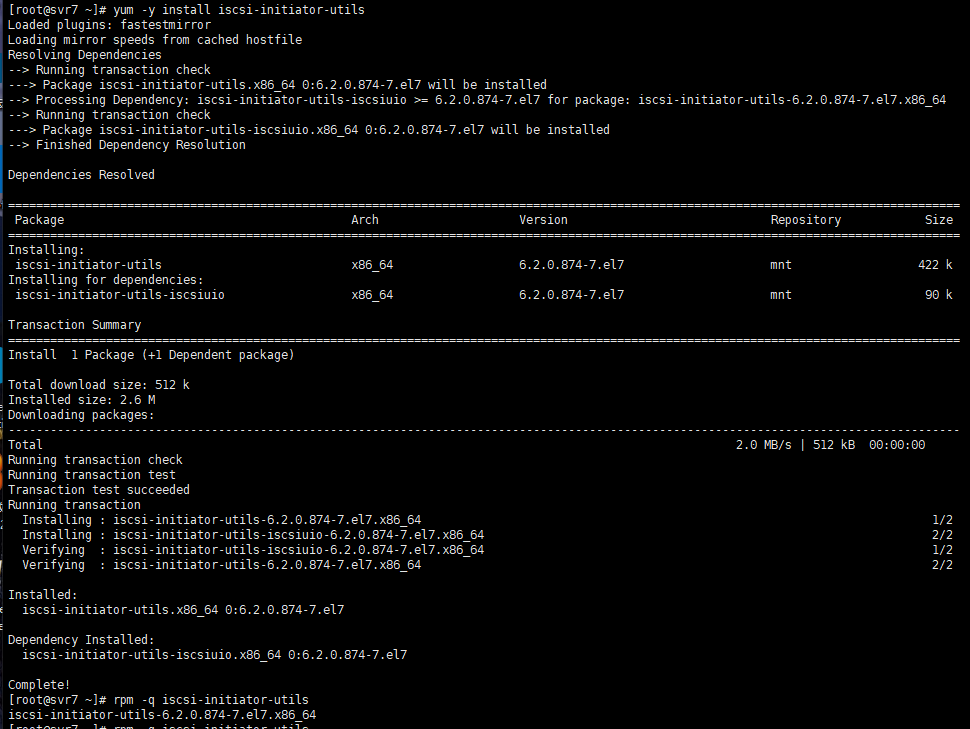 [root@svr7 ~]# yum -y install iscsi-initiator-utils
Loaded plugins: fastestmirror
Loading mirror speeds from cached hostfile
Resolving Dependencies
--> Running transaction check
---> Package iscsi-initiator-utils.x86_64 0:6.2.0.874-7.el7 will be installed
--> Processing Dependency: iscsi-initiator-utils-iscsiuio >= 6.2.0.874-7.el7 for package: iscsi-initiator-utils-6.2.0.874-7.el7.x86_64
--> Running transaction check
---> Package iscsi-initiator-utils-iscsiuio.x86_64 0:6.2.0.874-7.el7 will be installed
--> Finished Dependency Resolution
Dependencies Resolved
Package Arch Version Repository Size
Installing:
iscsi-initiator-utils x86_64 6.2.0.874-7.el7 mnt 422 k
Installing for dependencies:
iscsi-initiator-utils-iscsiuio x86_64 6.2.0.874-7.el7 mnt 90 k
Transaction Summary
Install  1 Package (+1 Dependent package)
Total download size: 512 k
Installed size: 2.6 M
Downloading packages:
Total 2.0 MB/s | 512 kB  00:00:00
Running transaction check
Running transaction test
Transaction test succeeded
Running transaction
Installing : iscsi-initiator-utils-6.2.0.874-7.el7.x86_64 1/2
Installing : iscsi-initiator-utils-iscsiuio-6.2.0.874-7.el7.x86_64 2/2
Verifying  : iscsi-initiator-utils-iscsiuio-6.2.0.874-7.el7.x86_64 1/2
Verifying  : iscsi-initiator-utils-6.2.0.874-7.el7.x86_64 2/2
Installed:
iscsi-initiator-utils.x86_64 0:6.2.0.874-7.el7
Dependency Installed:
iscsi-initiator-utils-iscsiuio.x86_64 0:6.2.0.874-7.el7
Complete!
[root@svr7 ~]# rpm -q iscsi-initiator-utils
iscsi-initiator-utils-6.2.0.874-7.el7.x86_64
[root@svr7 ~]# rpm -q iscsi-initiator-utils